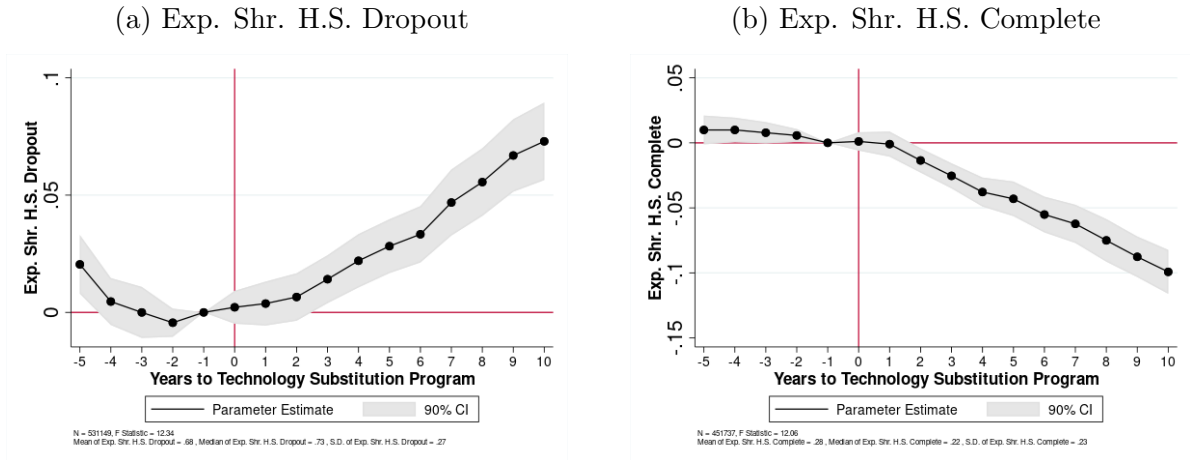 (a) Exp. Shr. H.S. Dropout
.1
.05
0
Exp. Shr. H.S. Dropout
-5 -4 -3 -2 -1 0 1 2 3 4 5 6 7 8 9 10
Years to Technology Substitution Program
Parameter Estimate 90% CI
N = 531149, F Statistic = 12.34
Mean of Exp. Shr. H.S. Dropout = .68 , Median of Exp. Shr. H.S. Dropout = .73 , S.D. of Exp. Shr. H.S. Dropout = .27
(b) Exp. Shr. H.S. Complete
.05
0
-.05
-.1
-.15
Exp. Shr. H.S. Complete
-5 -4 -3 -2 -1 0 1 2 3 4 5 6 7 8 9 10
Years to Technology Substitution Program
Parameter Estimate 90% CI
N = 451737, F Statistic = 12.06
Mean of Exp. Shr. H.S. Complete = .28 , Median of Exp. Shr. H.S. Complete = .22 , S.D. of Exp. Shr. H.S. Complete = .23